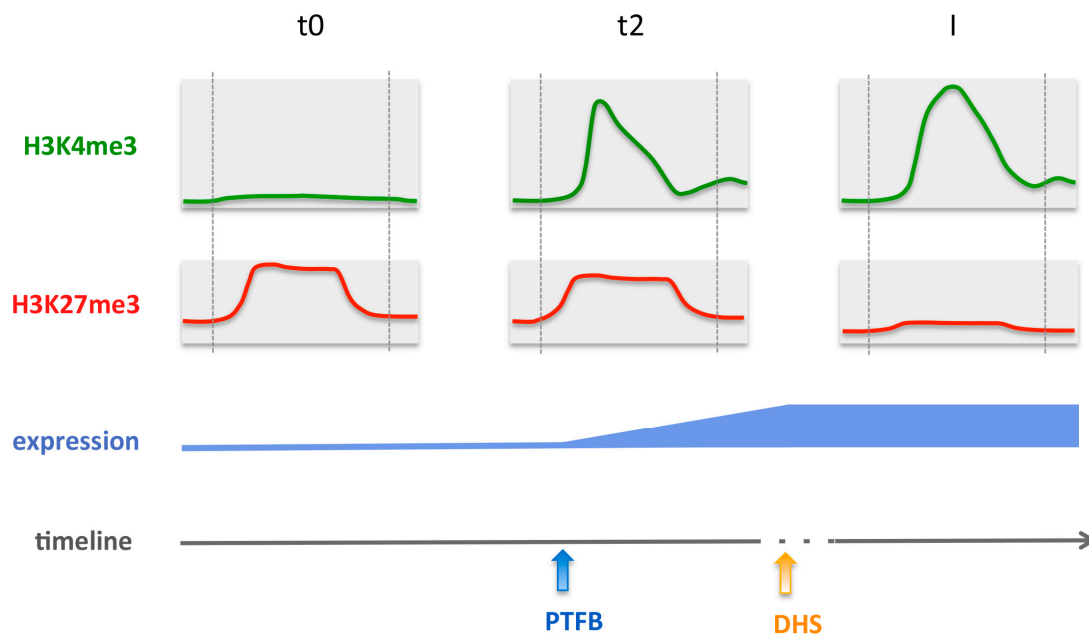 t0 t2 I
H3K4me3
H3K27me3
expression
timeline
PTFB DHS